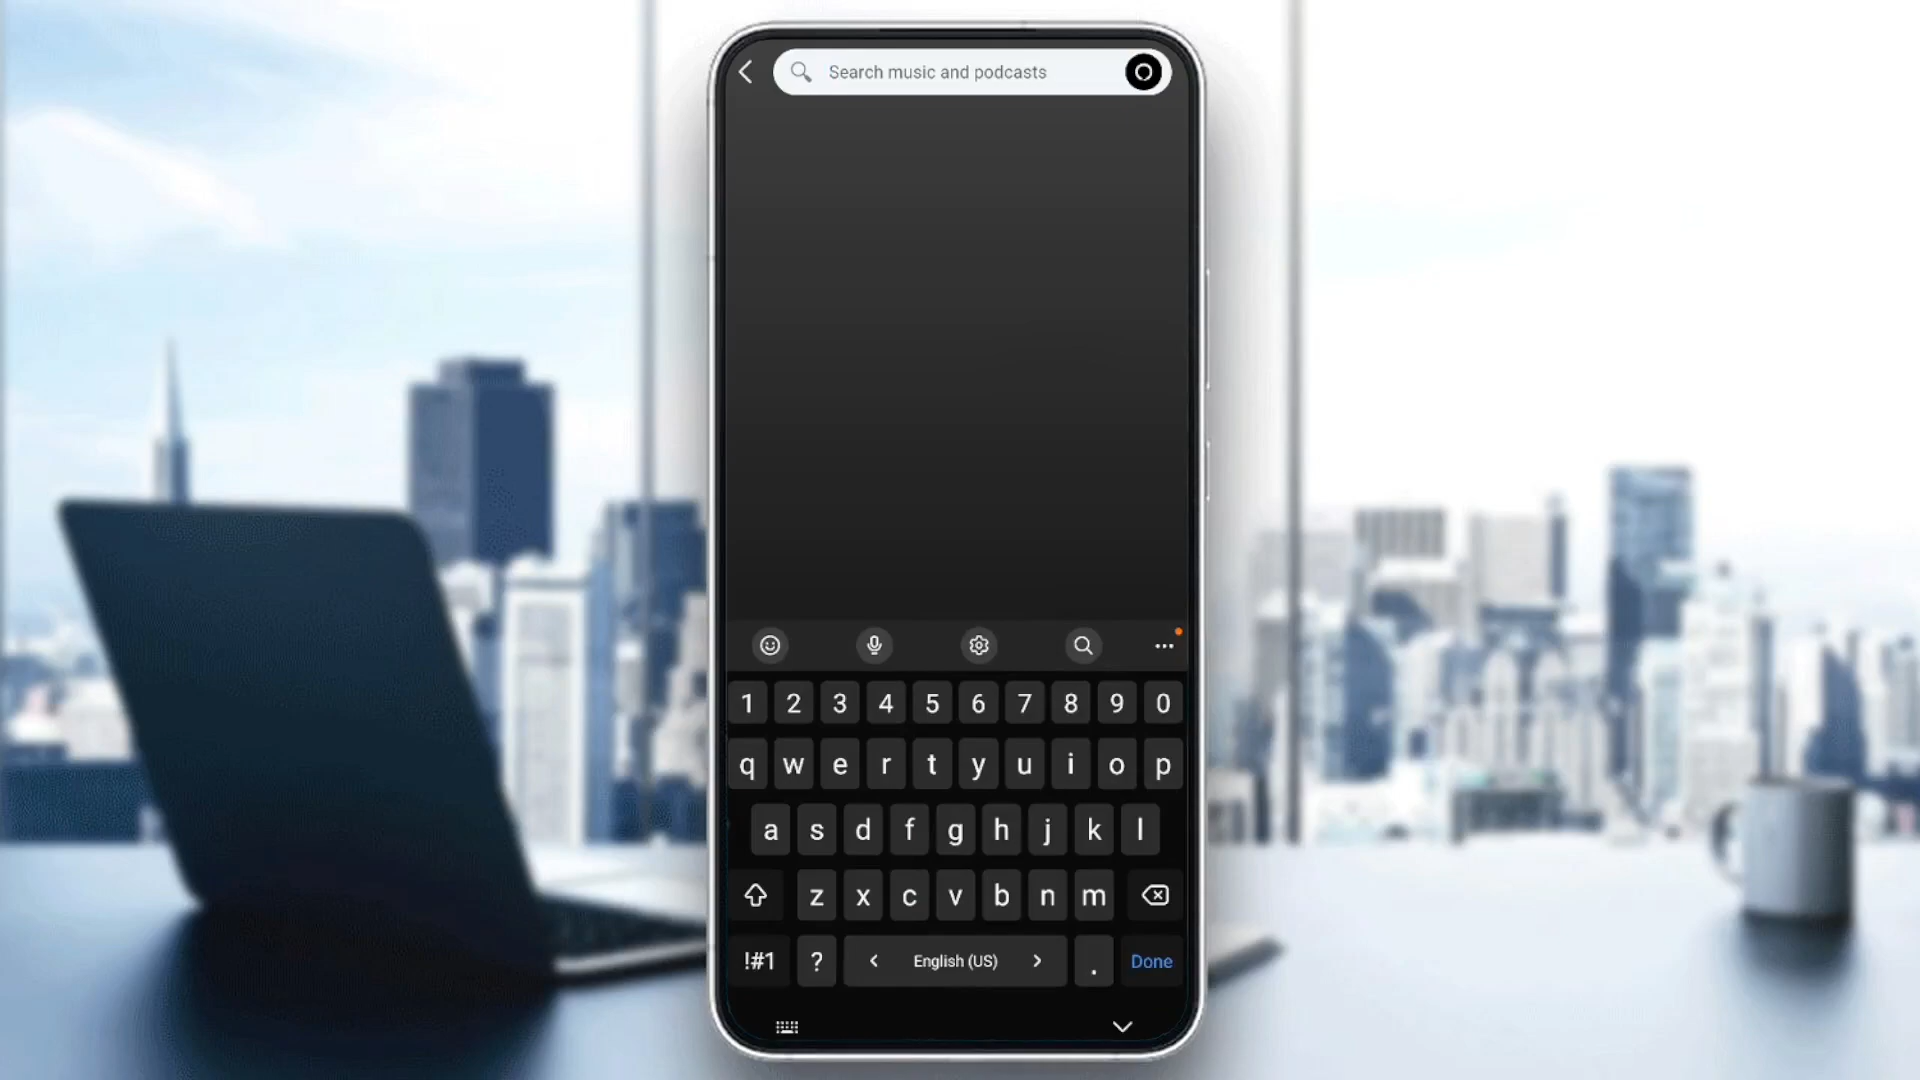 Search music and podcasts
1 2 3 4 5 6 7 8 9 0
q w e r t y u i o p
a s d f g h j k l
z x c v b n m
!#1 ? < English (US) > . Done